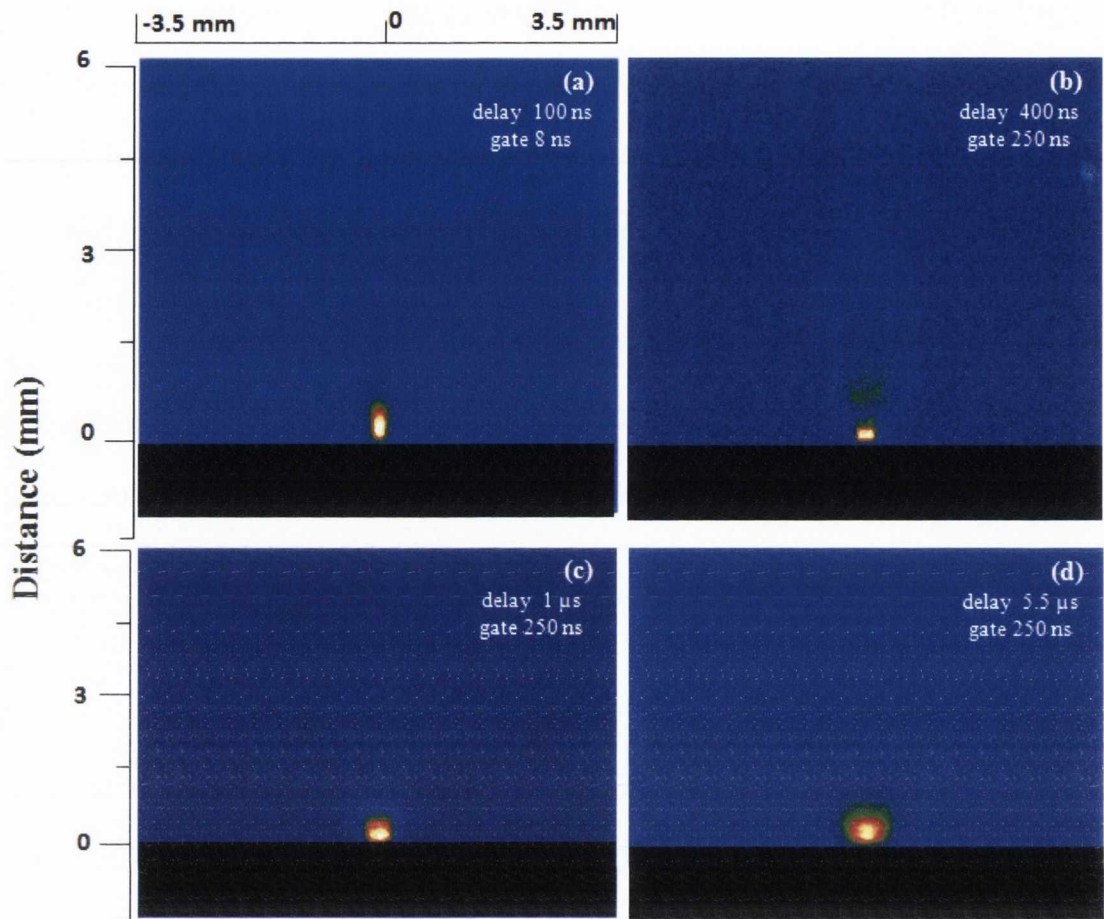 -3.5 mm 0 3.5 mm
6
3
0
Distance (mm)
(a)
delay 100 ns
gate 8 ns
(b)
delay 400 ns
gate 250 ns
6
3
0
(c)
delay 1 µs
gate 250 ns
(d)
delay 5.5 µs
gate 250 ns